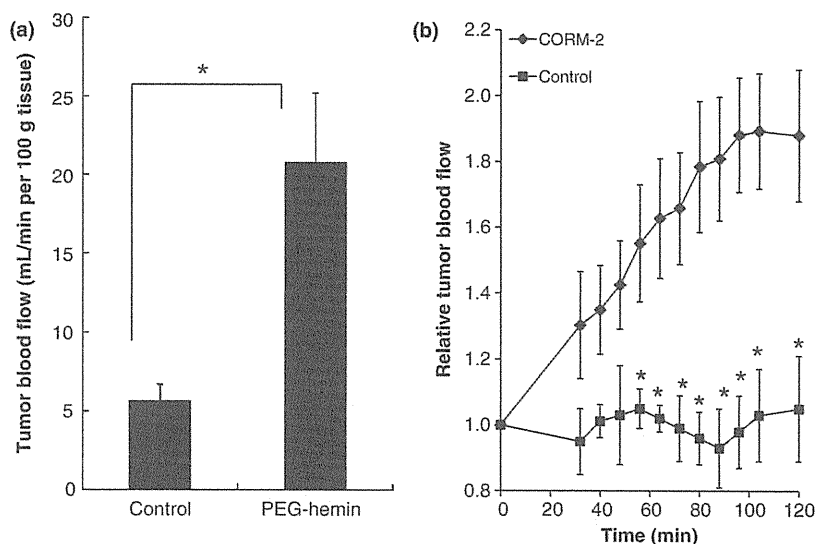 (a)
Tumor blood flow (mL/min per 100 g tissue)
30
25
20
15
10
5
0
*
Control
PEG-hemin
(b)
Relative tumor blood flow
2.2
2.0
1.8
1.6
1.4
1.2
1.0
0.8
CORM-2
Control
* * * * * * * *
0 20 40 60 80 100 120
Time (min)